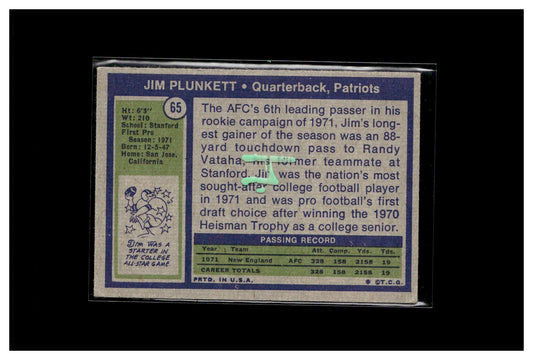 JIM PLUNKETT • Quarterback, Patriots
65
Ht: 6'3"
Wt: 210
School: Stanford
First Pro
Season: 1971
Born: 12-5-47
Home: San Jose,
California
The AFC's 6th leading passer in his
rookie campaign of 1971, Jim's long-
est gainer of the season was an 88-
yard touchdown pass to Randy
Vataha, his former teammate at
Stanford. Jim was the nation's most
sought-after college football player
in 1971 and was pro football's first
draft choice after winning the 1970
Heisman Trophy as a college senior.
JIM WAS A
STARTER IN
THE COLLEGE
ALL-STAR GAME.
PASSING RECORD
Year Team Att. Comp. Yds. Tds.
1971 New England AFC 328 158 2158 19
CAREER TOTALS 328 158 2158 19
PRTD. IN U.S.A. ✱ © T.C.G.